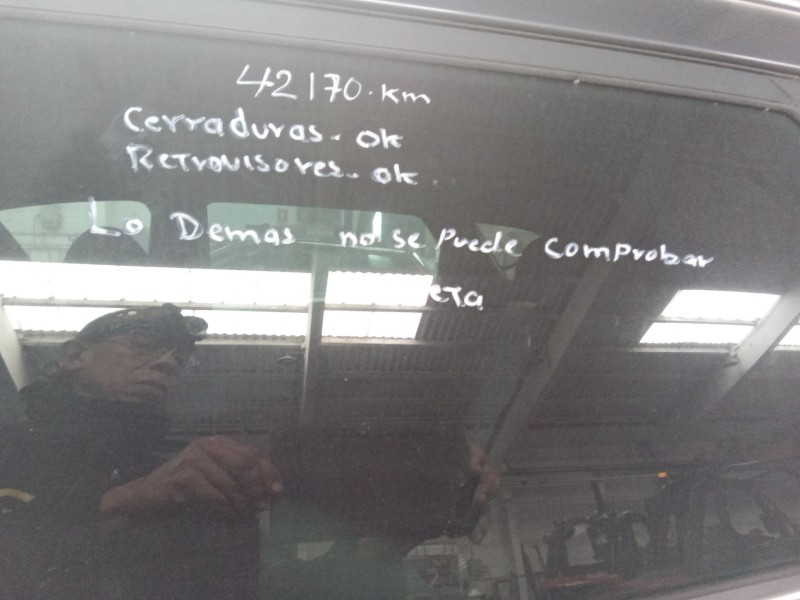 42170.km
Cerraduras- ok
Retrovisores- ok
Lo Demas no se Puede Comprobar